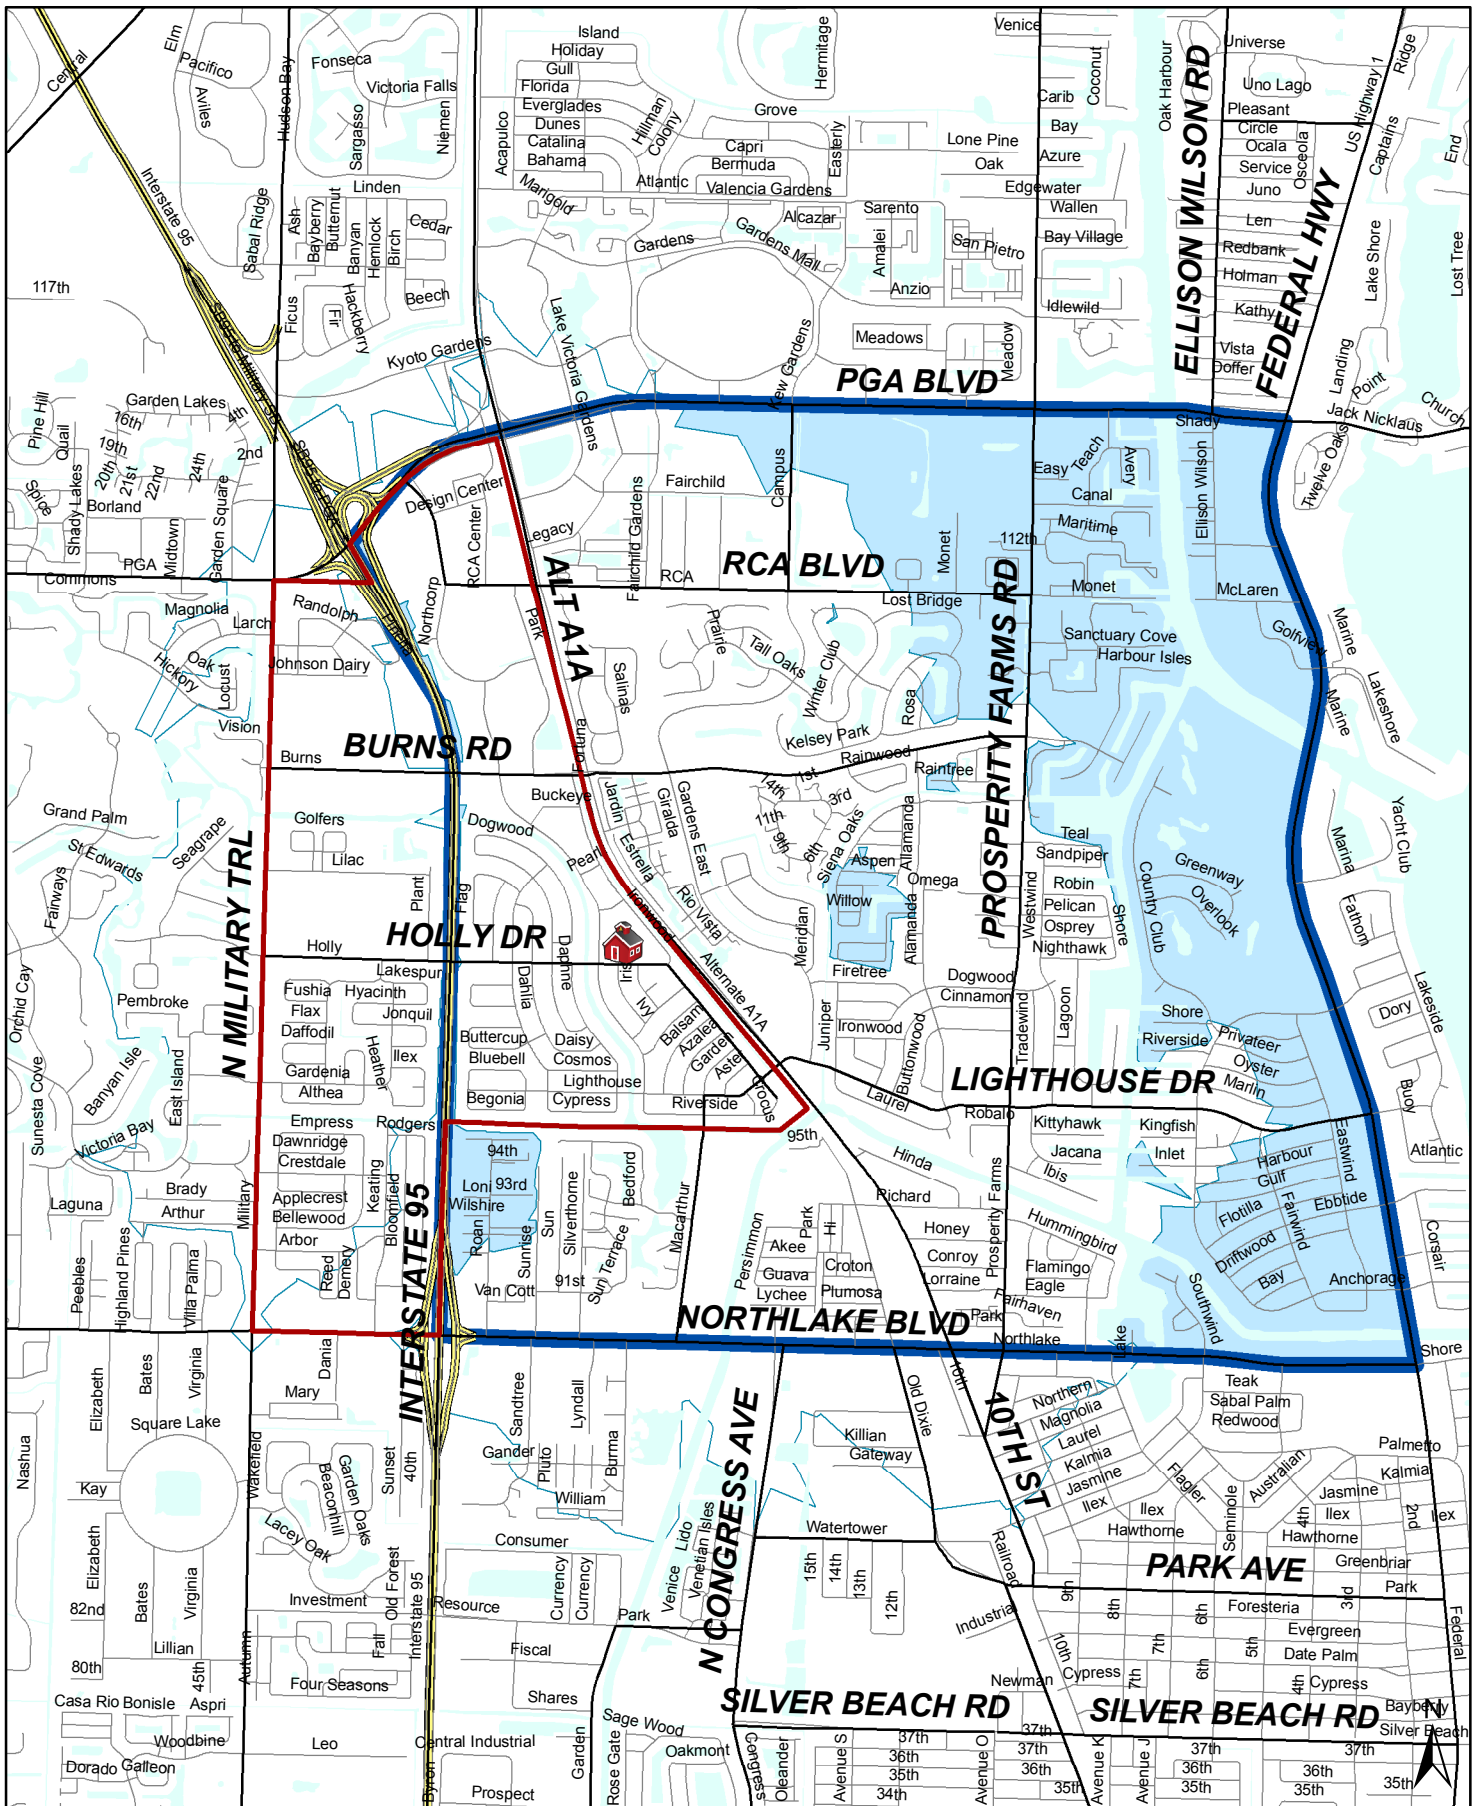 Island
Holiday
Gull
Florida
Everglades
Dunes
Catalina
Bahama
Marigold
Acapulco
Hillman
Colony
Atlantic
Grove
Capri
Bermuda
Valencia Gardens
Easterly
Hermitage
Venice
Carib
Bay
Azure
Lone Pine
Oak
Edgewater
Wallen
Bay Village
Coconut
Oak Harbour
ELLISON WILSON RD
Universe
Uno Lago
Pleasant
Circle
Ocala
Service
Juno
Osceola
Len
Redbank
Holman
Kathy
Vista
Doffer
US Highway 1
FEDERAL HWY
Ridge
Captains
End
Lake Shore
Lost Tree
Landing
Point
Church
Jack Nicklaus
Twelve Oaks
Central
Elm
Pacifico
Aviles
Hudson Bay
Fonseca
Victoria Falls
Sargasso
Niemen
Interstate 95
Sabal Ridge
Linden
Ash
Bayberry
Butternut
Banyan
Hemlock
Birch
Cedar
Ficus
Fir
Hackberry
Beech
117th
SB95 to Military SB
SB95 to PGA
Kyoto Gardens
Lake Victoria Gardens
Gardens
Gardens Mall
Alcazar
Sarento
Amalei
San Pietro
Anzio
Idlewild
Meadows
Meadow
Kew Gardens
PGA BLVD
Shady
Garden Lakes
Pine Hill
Quail
16th
19th
20th
21st
22nd
24th
4th
2nd
Spice
Shady Lakes
Borland
Midtown
Garden Square
PGA
Commons
Design Center
RCA Center
Legacy
Fairchild Gardens
Fairchild
Campus
RCA
RCA BLVD
Monet
112th
Easy
Teach
Avery
Canal
Maritime
Ellison Wilson
Monet
McLaren
Lost Bridge
Magnolia
Larch
Randolph
Northcorp
Park
ALT A1A
Oak
Hickory
Locust
Johnson Dairy
Vision
Burns
BURNS RD
Fortuna
Salinas
Prairie
Tall Oaks
Winter Club
Kelsey Park
Rosa
Rainwood
Raintree
PROSPERITY FARMS RD
Sanctuary Cove
Harbour Isles
Golfview
Marine
Marine
Lakeshore
Grand Palm
St Edwards
Seagrape
Fairways
N MILITARY TRL
Golfers
Lilac
Plant
Flag
Dogwood
Buckeye
Jardin
Giralda
Gardens East
Pearl
Estrella
Ironwood
Rio Vista
14th
1st
3rd
11th
9th
6th
Siena Oaks
Aspen
Allamanda
Willow
Omega
Allamanda
Meridian
Firetree
Teal
Sandpiper
Robin
Pelican
Osprey
Nighthawk
Westwind
Shore
Country Club
Greenway
Overlook
Marina
Yacht Club
Fathom
Holly
HOLLY DR
Lakespur
Dahlia
Daphne
Iris
Ivy
Alternate A1A
Orchid Cay
Pembroke
Fushia
Flax
Daffodil
Hyacinth
Jonquil
Heather
Ilex
Gardenia
Althea
Buttercup
Bluebell
Begonia
Daisy
Cosmos
Lighthouse
Cypress
Balsam
Azalea
Garden
Aster
Crocus
Riverside
Juniper
Ironwood
Buttonwood
Dogwood
Cinnamon
Tradewind
Lagoon
Shore
Riverside
Privateer
Oyster
Marlin
Dory
Lakeside
Buoy
LIGHTHOUSE DR
Laurel
Robalo
Sunesta Cove
Banyan Isle
East Island
Victoria Bay
Empress
Rodgers
Dawnridge
Crestdale
Keating
Bloomfield
Applecrest
Bellewood
Arbor
Reed
Demery
Laguna
Brady
Arthur
Military
Peebles
Highland Pines
Villa Palma
INTERSTATE 95
94th
93rd
Loni
Wilshire
Roan
Sunrise
Sun
Silverthorne
Bedford
Sun Terrace
Van Cott
91st
Macarthur
95th
Hinda
Richard
Persimmon
Park
Hi
Akee
Guava
Lychee
Croton
Plumosa
Honey
Conroy
Lorraine
Prosperity Farms
Kittyhawk
Jacana
Ibis
Kingfish
Inlet
Hummingbird
Flamingo
Eagle
Fairhaven
Park
Northlake
Lake
Southwind
Harbour
Gulf
Flotilla
Fairwind
Driftwood
Bay
Eastwind
Ebbtide
Anchorage
Atlantic
Corsair
Shore
NORTHLAKE BLVD
Elizabeth
Bates
Virginia
Dania
Mary
Square Lake
Nashua
Kay
Wakefield
Sunset
40th
Garden Oaks
Beaconhill
Lacey Oak
Sandtree
Lyndall
Gander
Pluto
Burma
William
N CONGRESS AVE
Killian
Gateway
Old Dixie
10th
10TH ST
Northern
Magnolia
Laurel
Kalmia
Jasmine
Ilex
Teak
Sabal Palm
Redwood
Flagler
Ilex
Hawthorne
Seminole
Australian
4th
Palmetto
Kalmia
Jasmine
Ilex
Hawthorne
2nd
Ilex
Greenbriar
PARK AVE
Park
Elizabeth
82nd
Bates
Virginia
Lillian
80th
45th
Autumn
Investment
Old Forest
Interstate 95
Fall
Four Seasons
Consumer
Resource
Currency
Currency
Fiscal
Shares
Park
Venice
Lido
Venetian Isles
Watertower
15th
14th
13th
12th
Railroad
Industrial
9th
8th
7th
6th
Foresteria
3rd
Evergreen
Date Palm
5th
Federal
10th
Cypress
7th
6th
4th
Cypress
Newman
Bayberry
Silver Beach
N
SILVER BEACH RD
SILVER BEACH RD
Casa Rio
Bonisle
Aspri
Woodbine
Dorado
Galleon
Leo
Central Industrial
Byron
Prospect
Garden
Rose Gate
Sage Wood
Oakmont
Congress
Oleander
Avenue S
37th
36th
35th
34th
Avenue O
37th
37th
36th
35th
Avenue K
Avenue J
37th
36th
35th
37th
36th
35th
35th